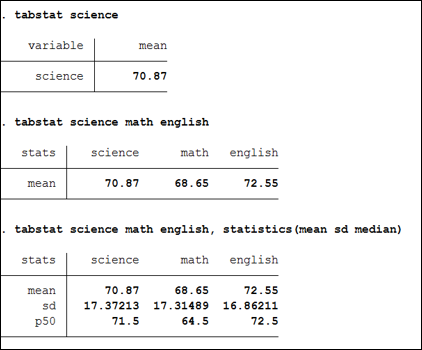 . tabstat science
variable mean
science 70.87
. tabstat science math english
stats science math english
mean 70.87 68.65 72.55
. tabstat science math english, statistics(mean sd median)
stats science math english
mean 70.87 68.65 72.55
sd 17.37213 17.31489 16.86211
p50 71.5 64.5 72.5